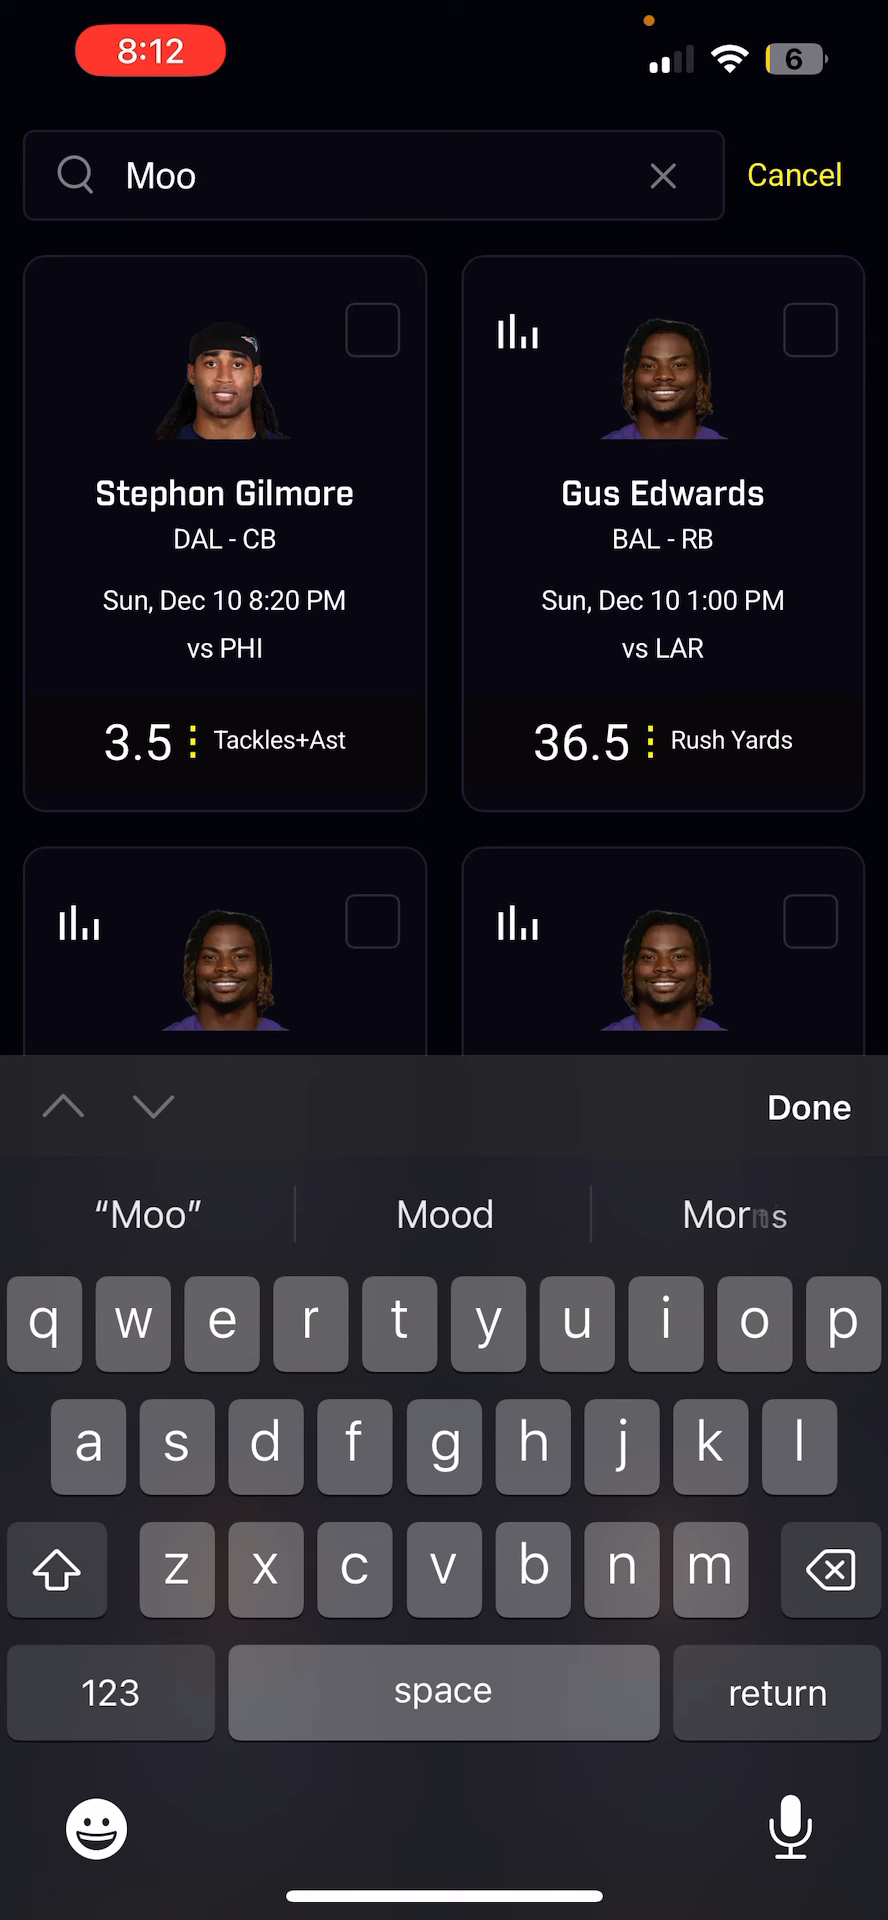 8:12
6
Moo
Cancel
Stephon Gilmore
DAL - CB
Sun, Dec 10 8:20 PM
vs PHI
3.5 Tackles+Ast
Gus Edwards
BAL - RB
Sun, Dec 10 1:00 PM
vs LAR
36.5 Rush Yards
Done
“Moo”
Mood
q w e r t y u i o p
a s d f g h j k l
z x c v b n m
123
space
return